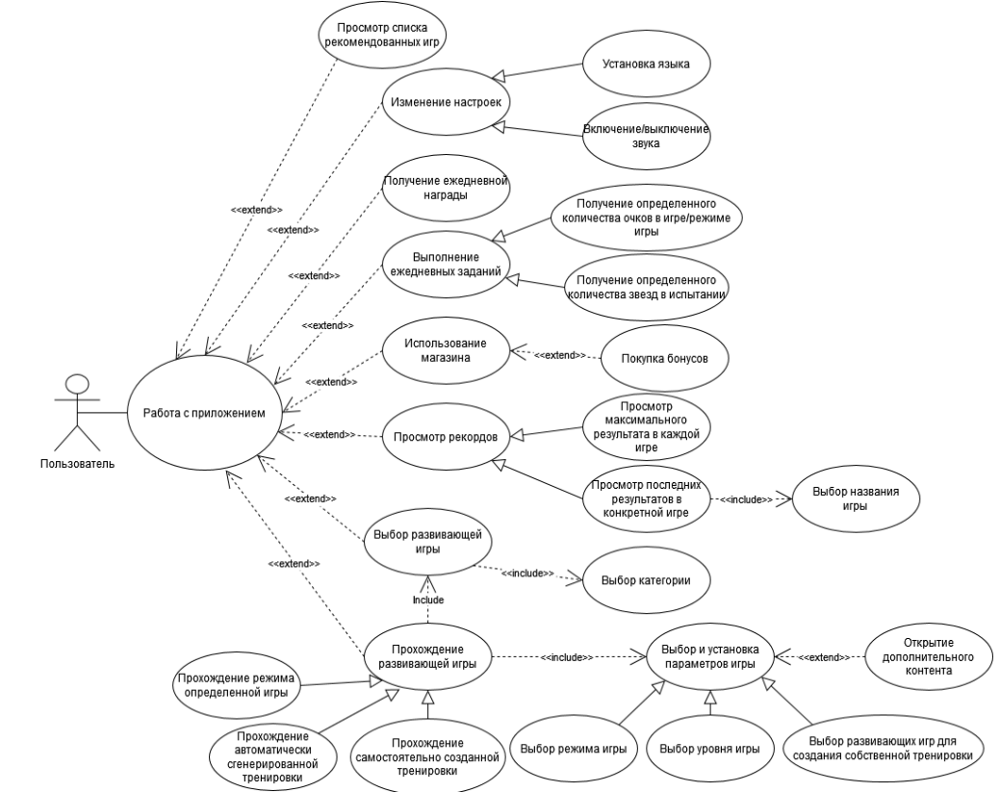 Просмотр списка
рекомендованных игр
Установка языка
Изменение настроек
Включение/выключение
звука
Получение ежедневной
награды
Получение определенного
количества очков в игре/режиме
игры
<<extend>>
<<extend>>
Выполнение
ежедневных заданий
<<extend>>
Получение определенного
количества звезд в испытании
<<extend>>
Использование
магазина
<<extend>>
Покупка бонусов
<<extend>>
Работа с приложением
Просмотр
максимального
результата в каждой
игре
<<extend>>
Просмотр рекордов
Пользователь
Просмотр последних
результатов в
конкретной игре
<<include>>
Выбор названия
игры
<<extend>>
Выбор развивающей
игры
<<extend>>
<<include>>
Выбор категории
Include
Прохождение
развивающей игры
<<include>>
Выбор и установка
параметров игры
<<extend>>
Открытие
дополнительного
контента
Прохождение режима
определенной игры
Прохождение
автоматически
сгенерированной
тренировки
Прохождение
самостоятельно созданной
тренировки
Выбор режима игры
Выбор уровня игры
Выбор развивающих игр для
создания собственной тренировки